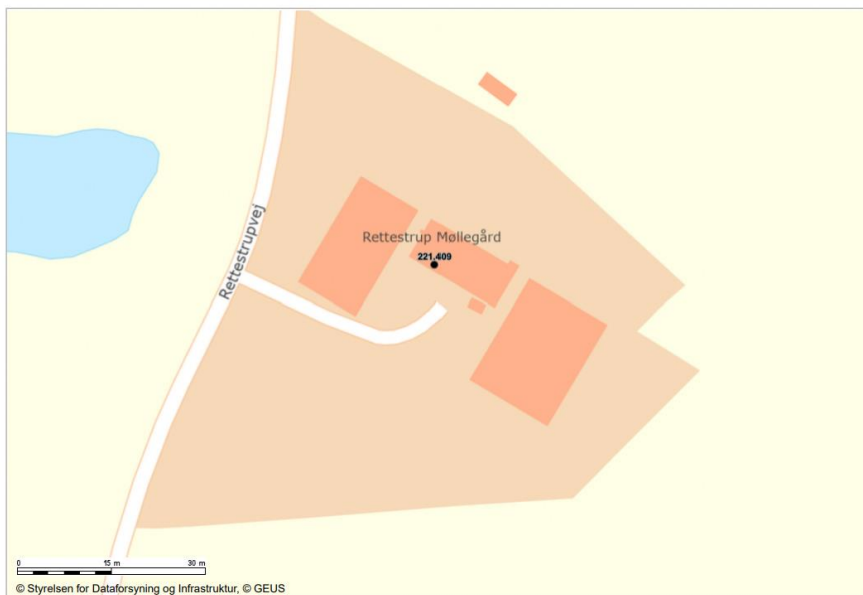 Rettestrup Møllegård
221.409
Rettestrupvej
0 15 m 30 m
© Styrelsen for Dataforsyning og Infrastruktur, © GEUS